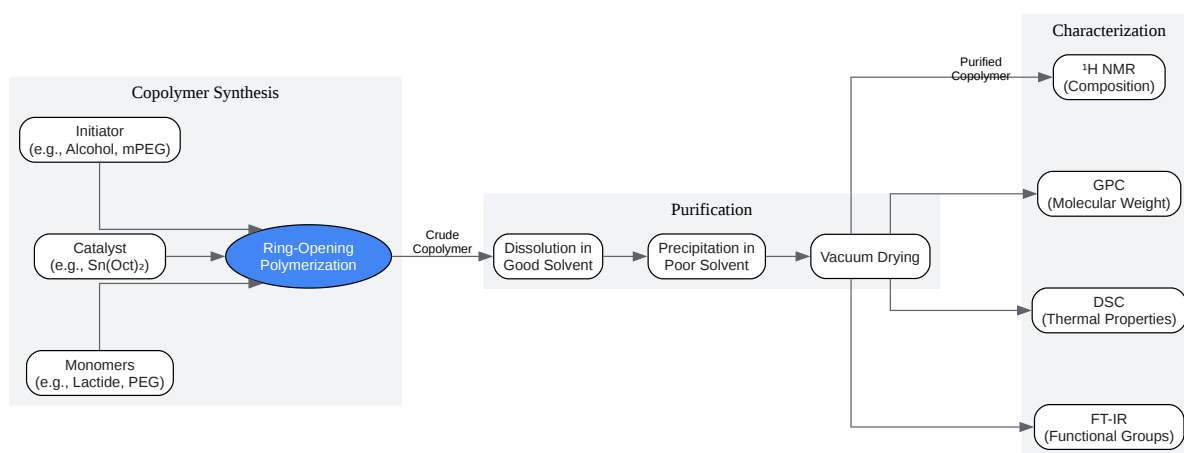 Copolymer Synthesis
Initiator
(e.g., Alcohol, mPEG)
Catalyst
(e.g., Sn(Oct)₂)
Monomers
(e.g., Lactide, PEG)
Ring-Opening
Polymerization
Crude
Copolymer
Purification
Dissolution in
Good Solvent
Precipitation in
Poor Solvent
Vacuum Drying
Purified
Copolymer
Characterization
¹H NMR
(Composition)
GPC
(Molecular Weight)
DSC
(Thermal Properties)
FT-IR
(Functional Groups)